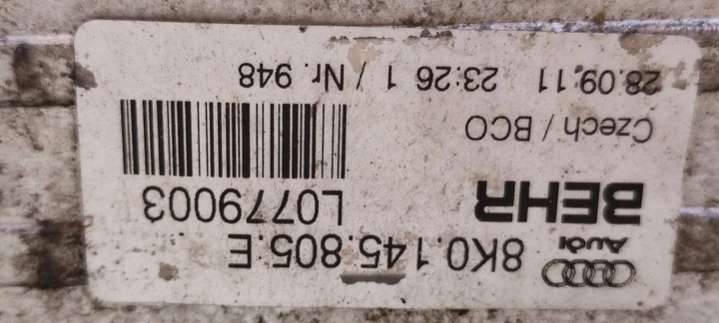 Audi 8K0.145.805.E
BEHR L0779003
Czech / BCO
28.09.11 23:26 1 / Nr. 948